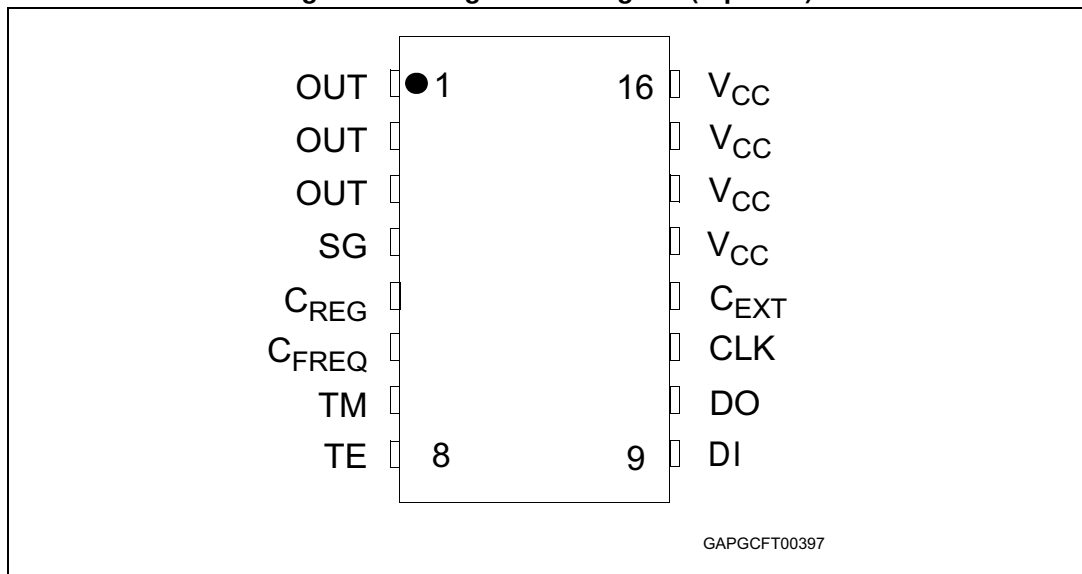 OUT 1 16 VCC
OUT VCC
OUT VCC
SG VCC
CREG CEXT
CFREQ CLK
TM DO
TE 8 9 DI
GAPGCFT00397